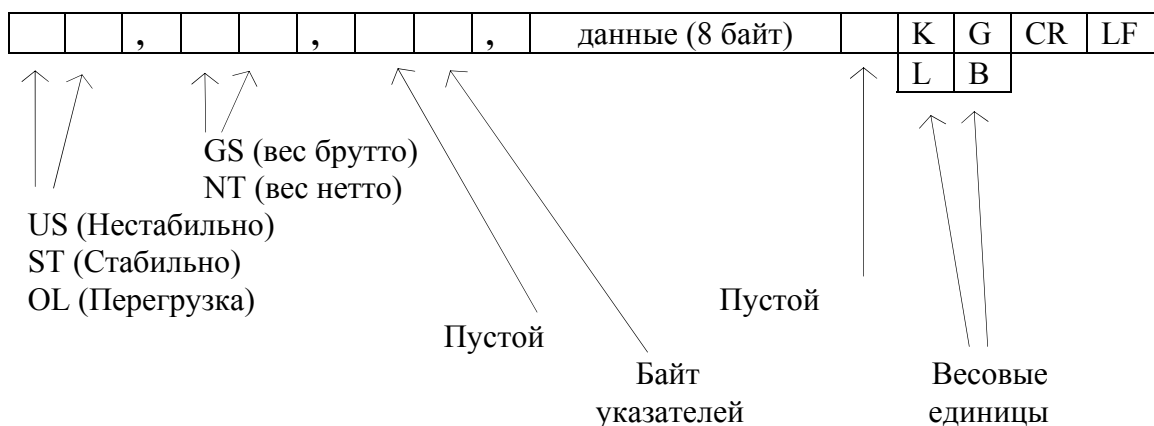 , , , данные (8 байт) K G CR LF
L B
GS (вес брутто)
NT (вес нетто)
US (Нестабильно)
ST (Стабильно)
OL (Перегрузка)
Пустой
Пустой
Байт
указателей
Весовые
единицы